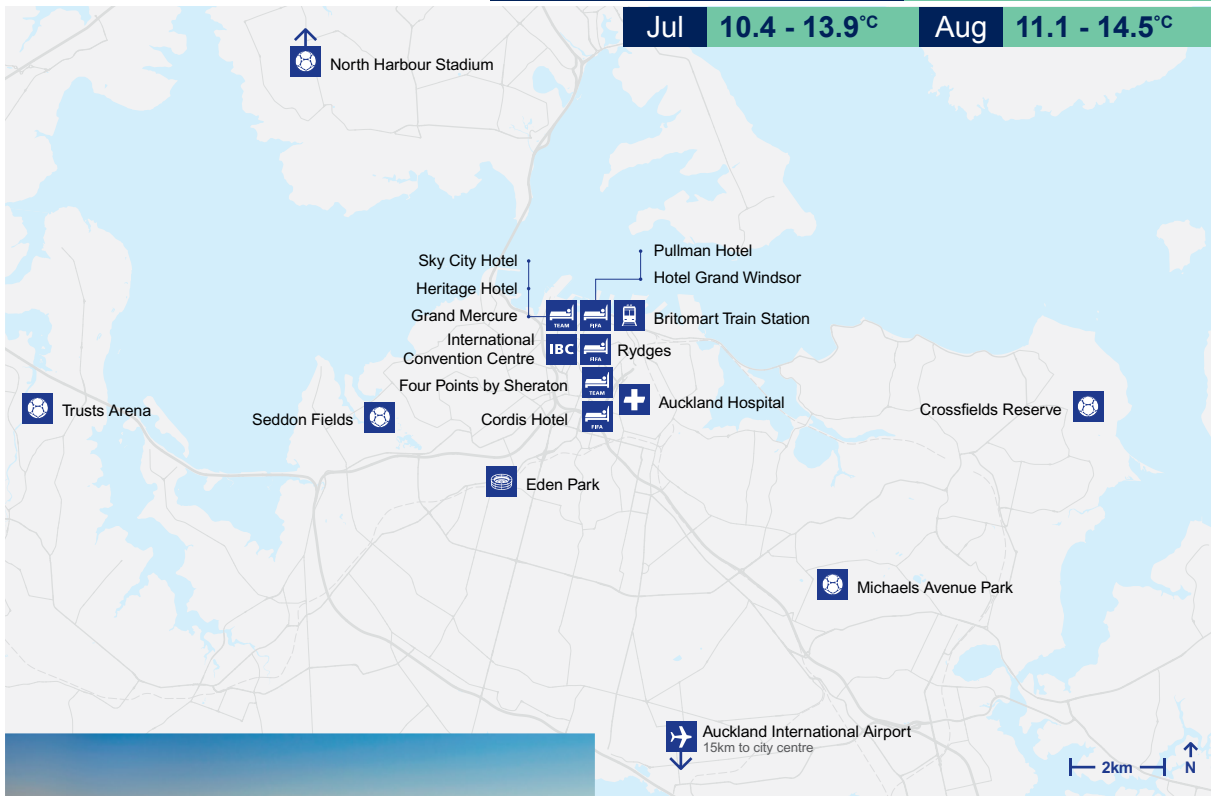 Jul 10.4 - 13.9°C Aug 11.1 - 14.5°C
North Harbour Stadium
Pullman Hotel
Sky City Hotel
Hotel Grand Windsor
Heritage Hotel
Grand Mercure
TEAM
FIFA
Britomart Train Station
International
Convention Centre
IBC
FIFA
Rydges
Four Points by Sheraton
TEAM
Auckland Hospital
Trusts Arena
Seddon Fields
Cordis Hotel
FIFA
Crossfields Reserve
Eden Park
Michaels Avenue Park
Auckland International Airport
15km to city centre
2km
N